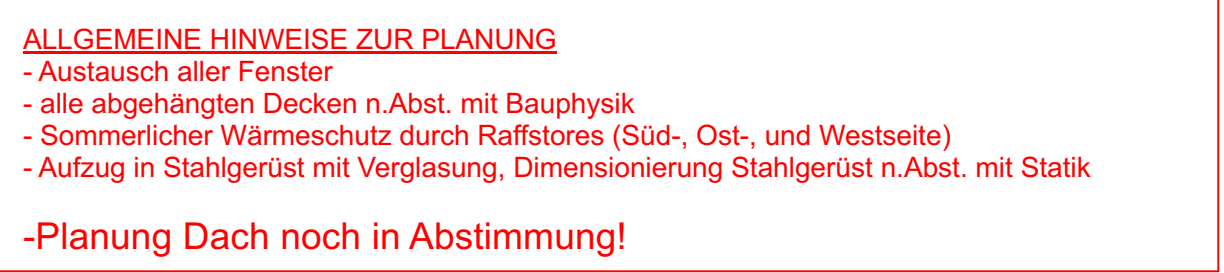 ALLGEMEINE HINWEISE ZUR PLANUNG
- Austausch aller Fenster
- alle abgehängten Decken n.Abst. mit Bauphysik
- Sommerlicher Wärmeschutz durch Raffstores (Süd-, Ost-, und Westseite)
- Aufzug in Stahlgerüst mit Verglasung, Dimensionierung Stahlgerüst n.Abst. mit Statik
-Planung Dach noch in Abstimmung!